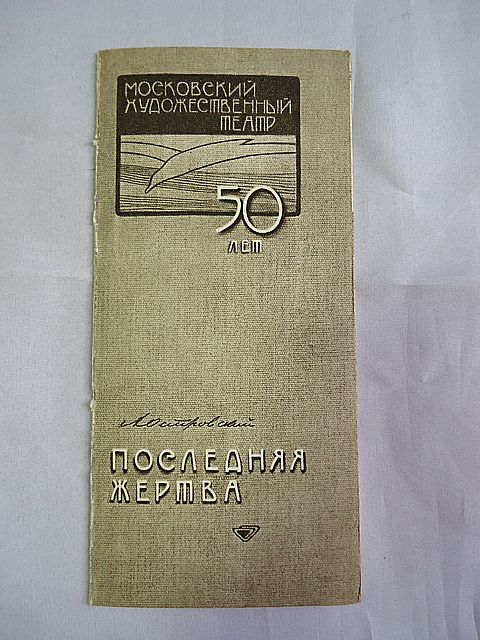 МОСКОВСКИЙ
ХУДОЖЕСТВЕННЫЙ
ТЕАТР
50
ЛЕТ
А Островский
ПОСЛЕДНЯЯ
ЖЕРТВА